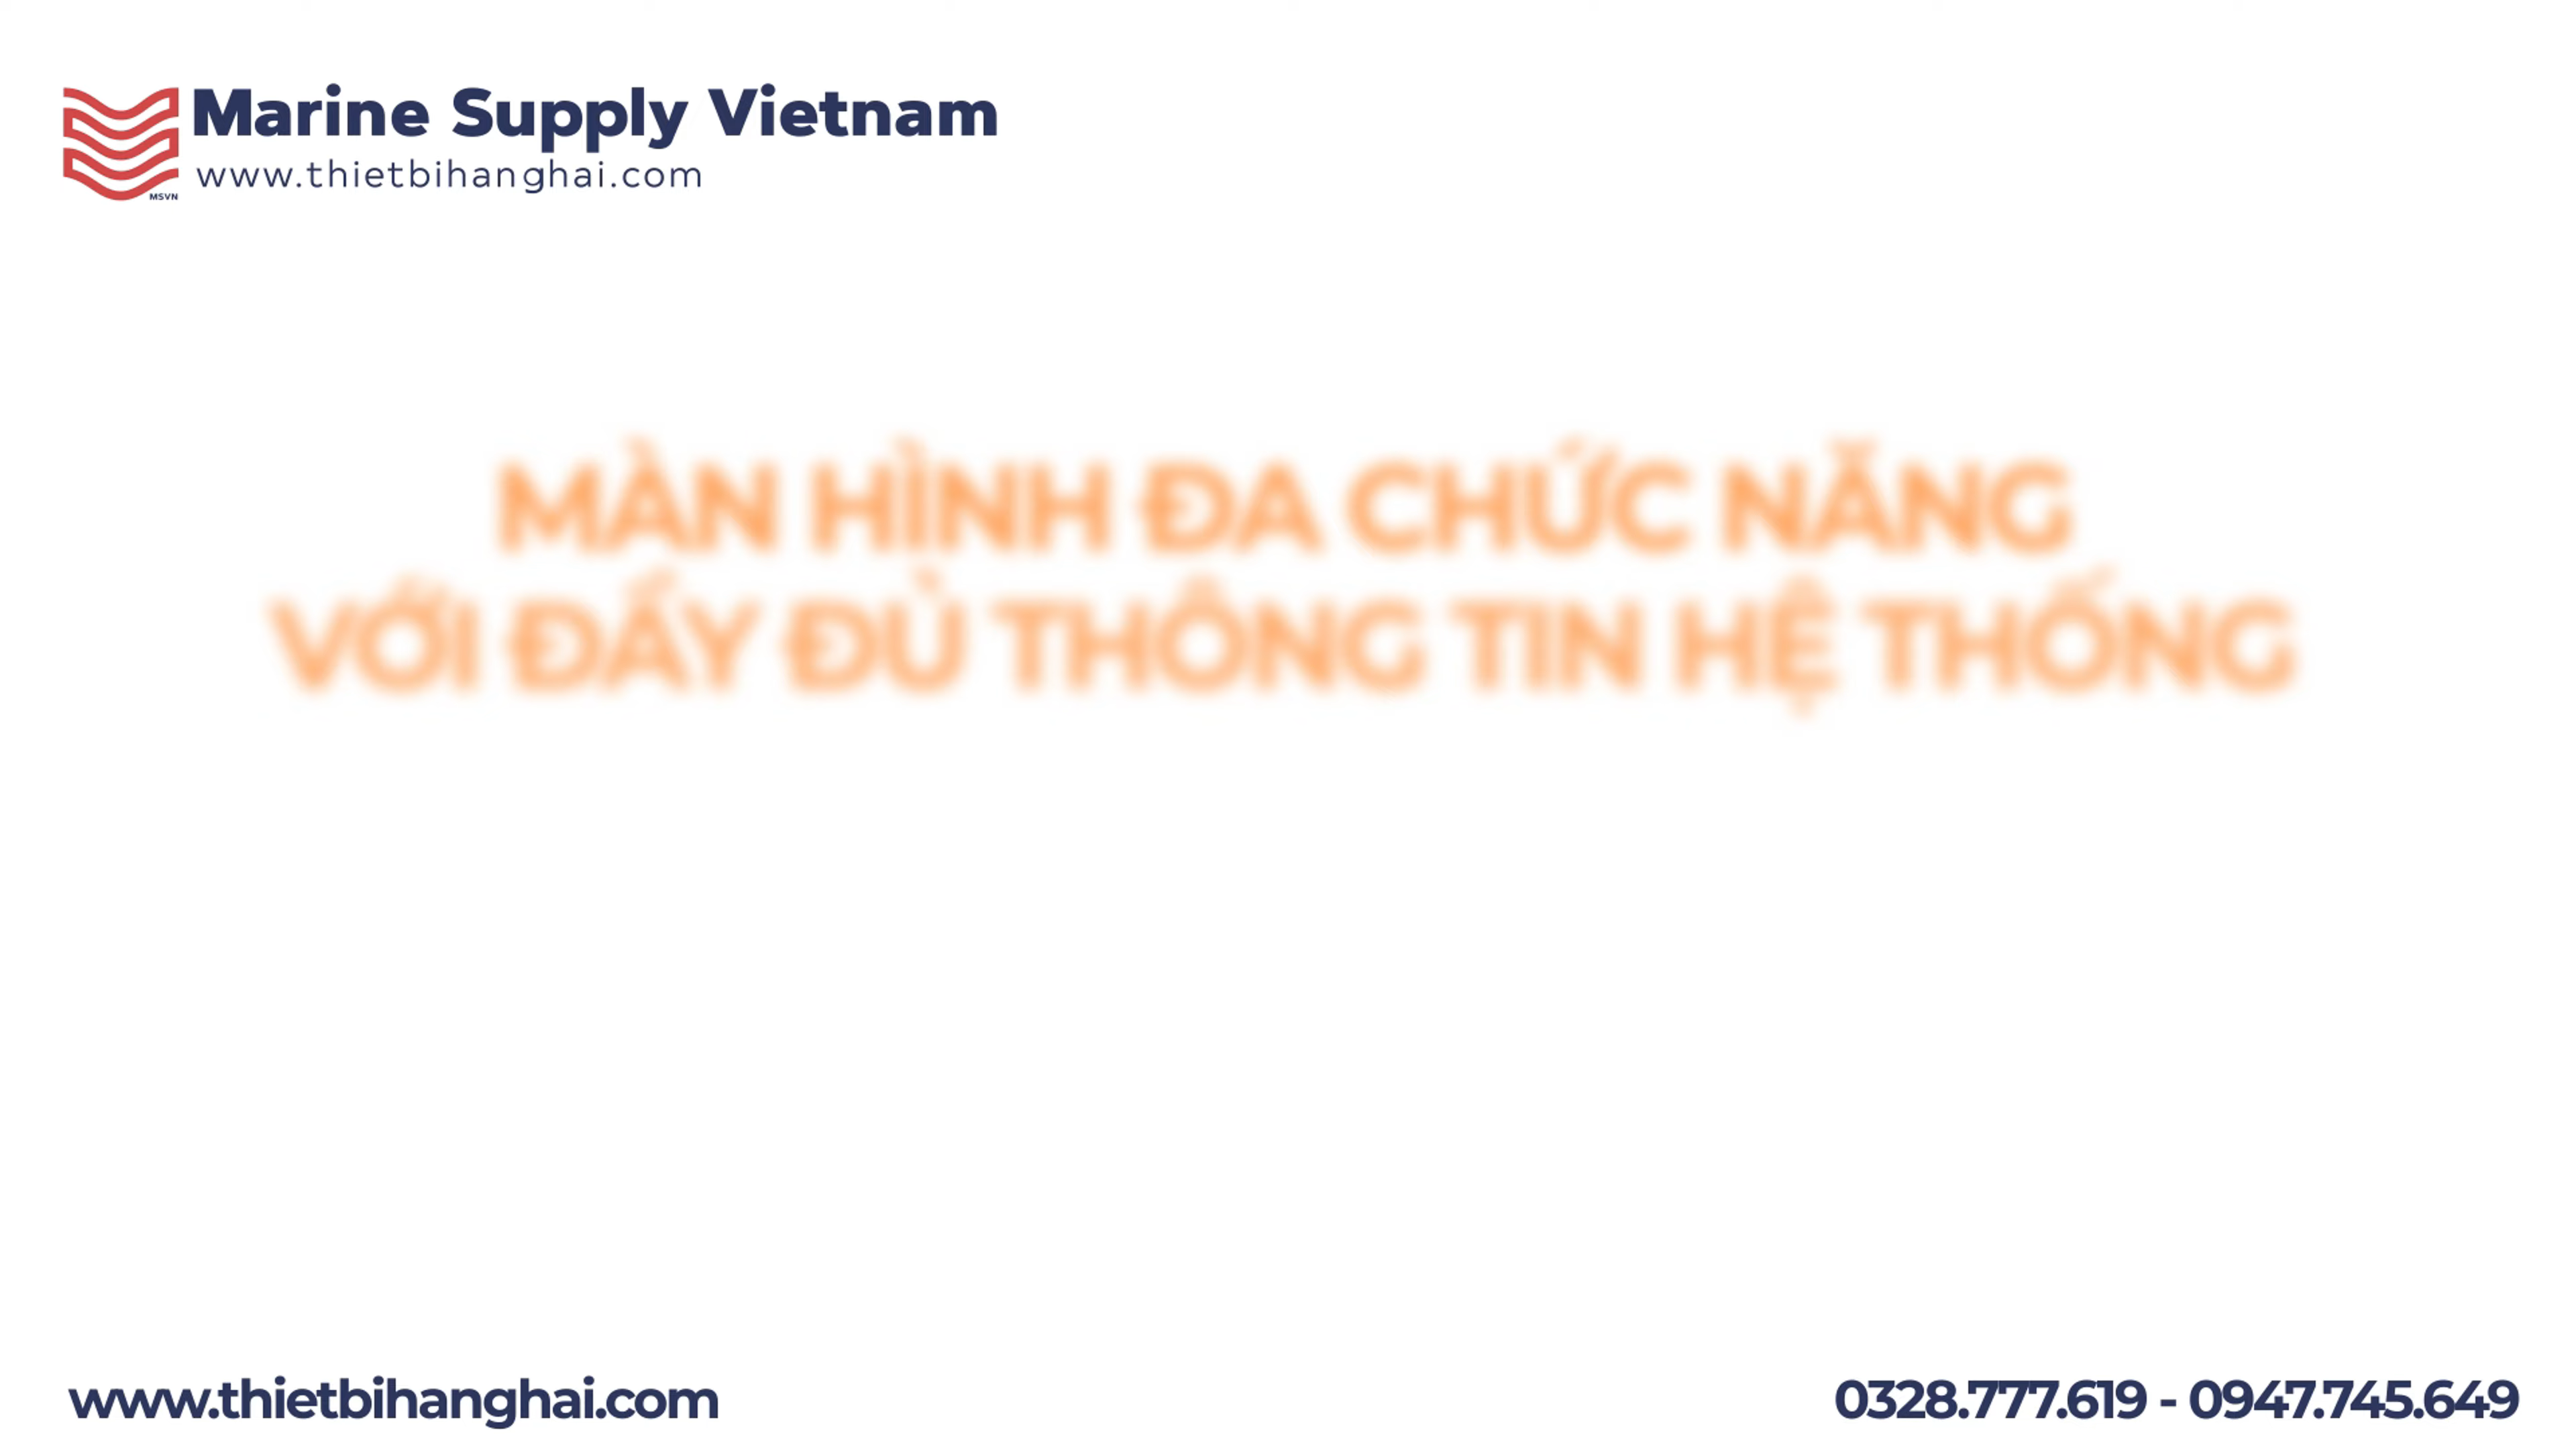 Marine Supply Vietnam
www.thietbihanghai.com
MSVN
MÀN HÌNH ĐA CHỨC NĂNG
VỚI ĐẦY ĐỦ THÔNG TIN HỆ THỐNG
www.thietbihanghai.com
0328.777.619 - 0947.745.649